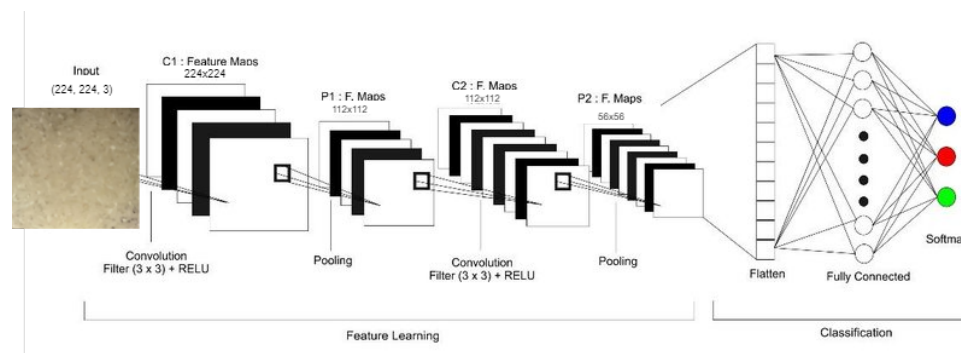 Input
(224, 224, 3)
C1 : Feature Maps
224x224
P1 : F. Maps
112x112
C2 : F. Maps
112x112
P2 : F. Maps
56x56
Convolution
Filter (3 x 3) + RELU
Pooling
Convolution
Filter (3 x 3) + RELU
Pooling
Flatten
Fully Connected
Softma
Feature Learning
Classification